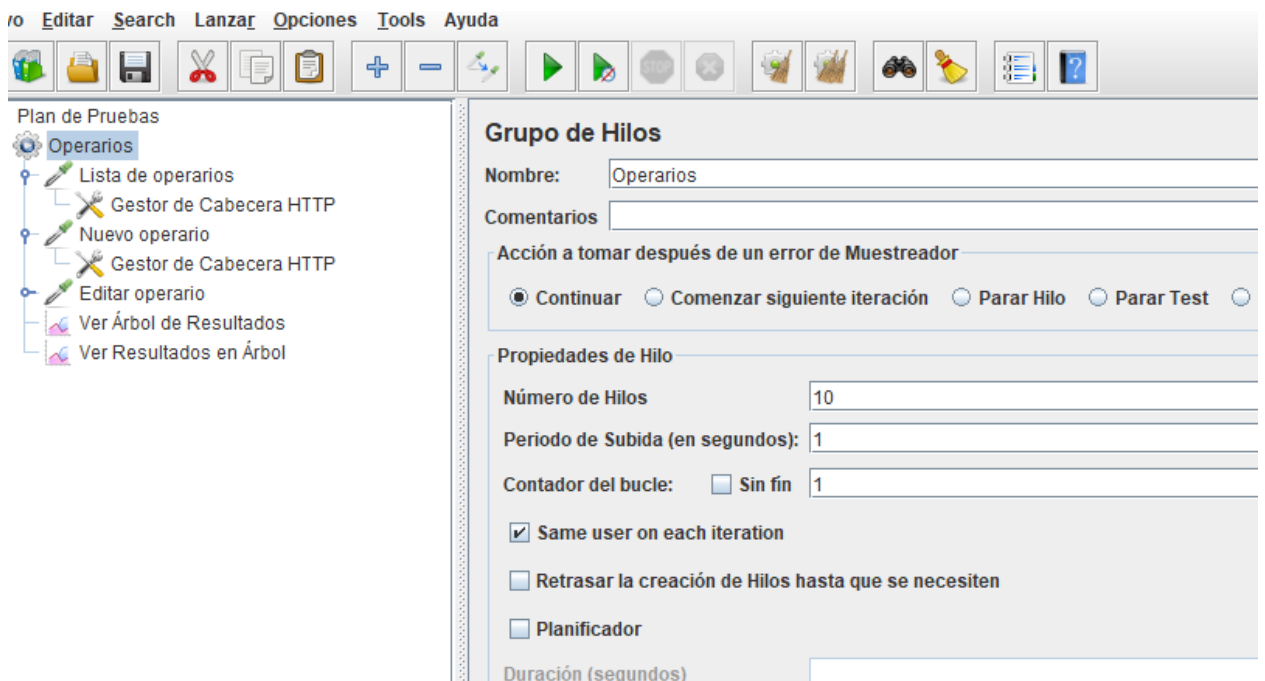 vo Editar Search Lanzar Opciones Tools Ayuda
STOP
Plan de Pruebas
Operarios
Lista de operarios
Gestor de Cabecera HTTP
Nuevo operario
Gestor de Cabecera HTTP
Editar operario
Ver Árbol de Resultados
Ver Resultados en Árbol
Grupo de Hilos
Nombre: Operarios
Comentarios
Acción a tomar después de un error de Muestreador
Continuar Comenzar siguiente iteración Parar Hilo Parar Test
Propiedades de Hilo
Número de Hilos 10
Periodo de Subida (en segundos): 1
Contador del bucle: Sin fín 1
Same user on each iteration
Retrasar la creación de Hilos hasta que se necesiten
Planificador
Duración (segundos)